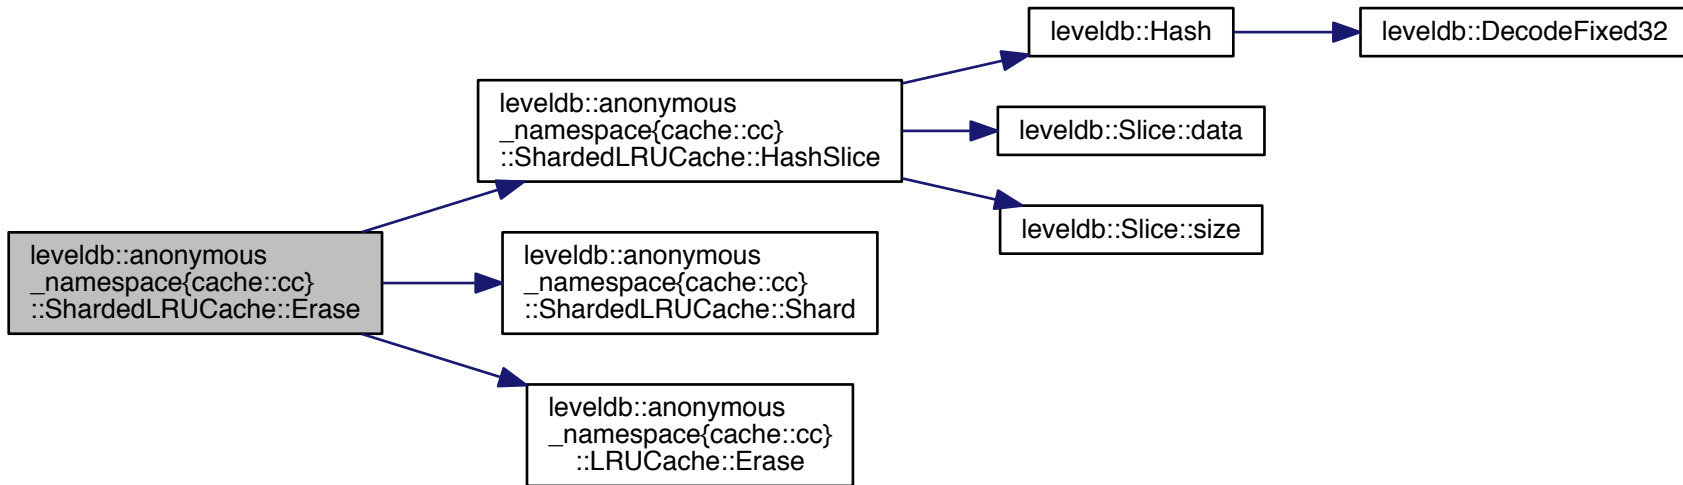 leveldb::Hash
leveldb::DecodeFixed32
leveldb::anonymous
_namespace{cache::cc}
::ShardedLRUCache::HashSlice
leveldb::Slice::data
leveldb::Slice::size
leveldb::anonymous
_namespace{cache::cc}
::ShardedLRUCache::Erase
leveldb::anonymous
_namespace{cache::cc}
::ShardedLRUCache::Shard
leveldb::anonymous
_namespace{cache::cc}
::LRUCache::Erase